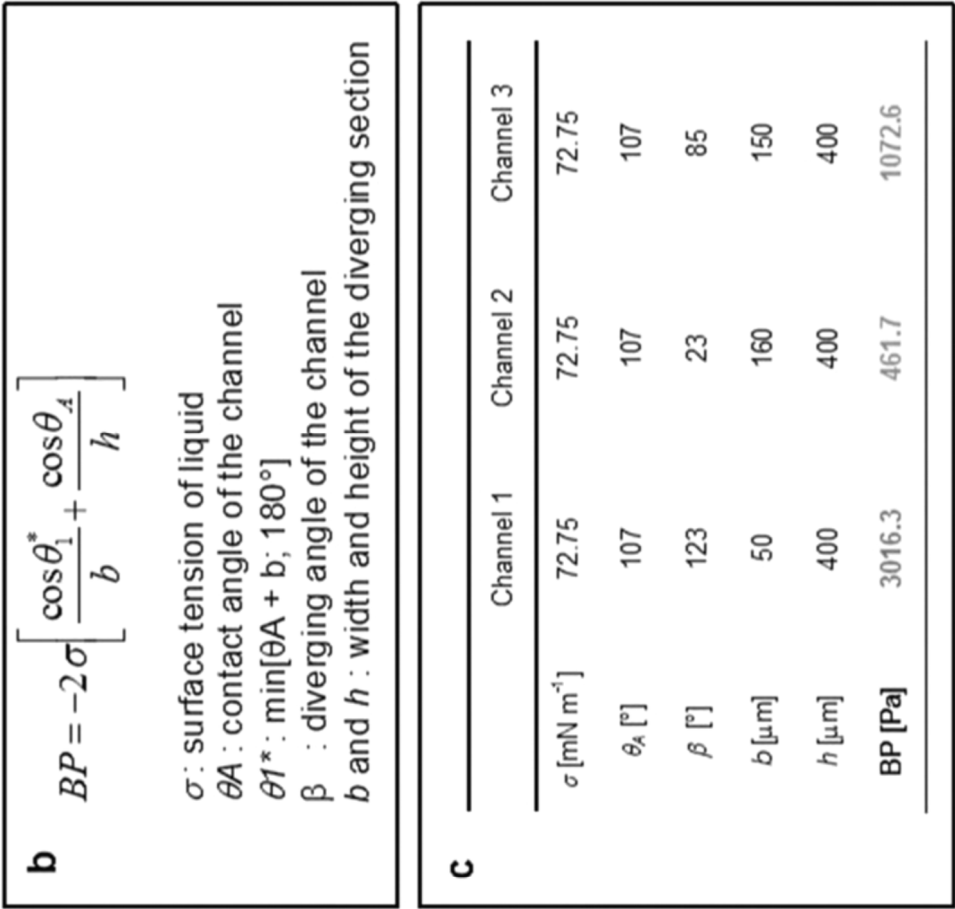 b
BP = −2σ [ cosθ₁* / b + cosθ_A / h ]
σ : surface tension of liquid
θA : contact angle of the channel
θ1* : min[θA + b; 180°]
β : diverging angle of the channel
b and h : width and height of the diverging section
c
Channel 1 Channel 2 Channel 3
σ [mN m⁻¹] 72.75 72.75 72.75
θ_A [°] 107 107 107
β [°] 123 23 85
b [µm] 50 160 150
h [µm] 400 400 400
BP [Pa] 3016.3 461.7 1072.6